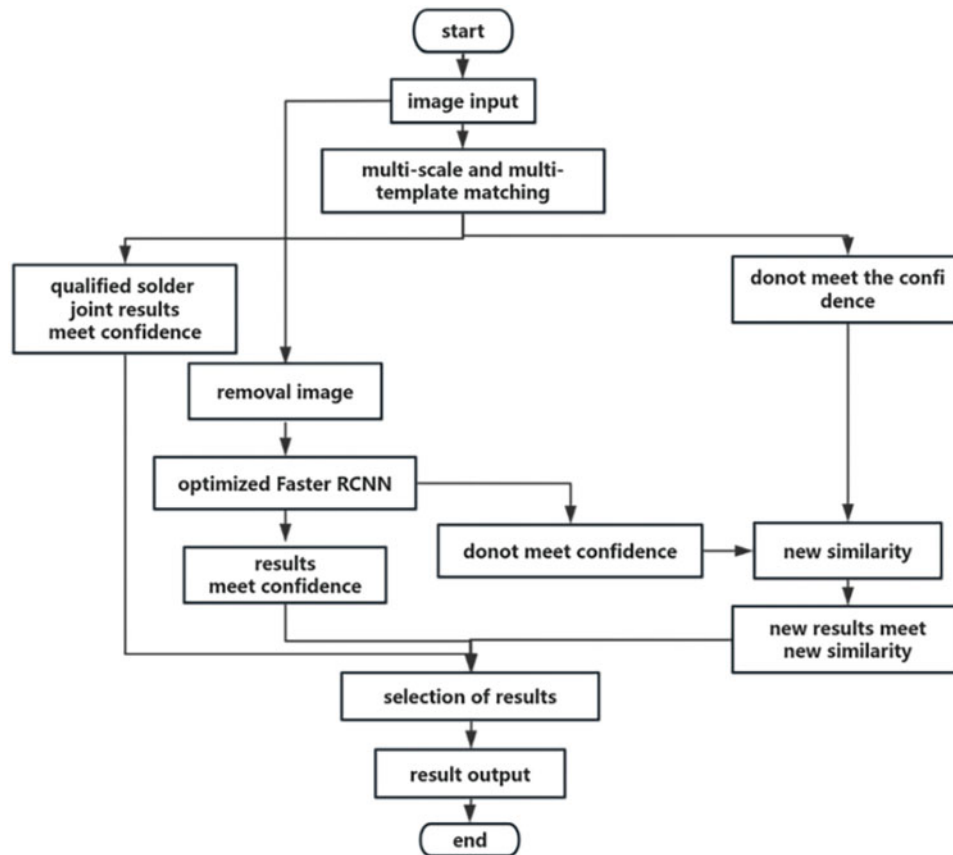 start
image input
multi-scale and multi-
template matching
qualified solder
joint results
meet confidence
donot meet the confi
dence
removal image
optimized Faster RCNN
donot meet confidence
new similarity
results
meet confidence
new results meet
new similarity
selection of results
result output
end